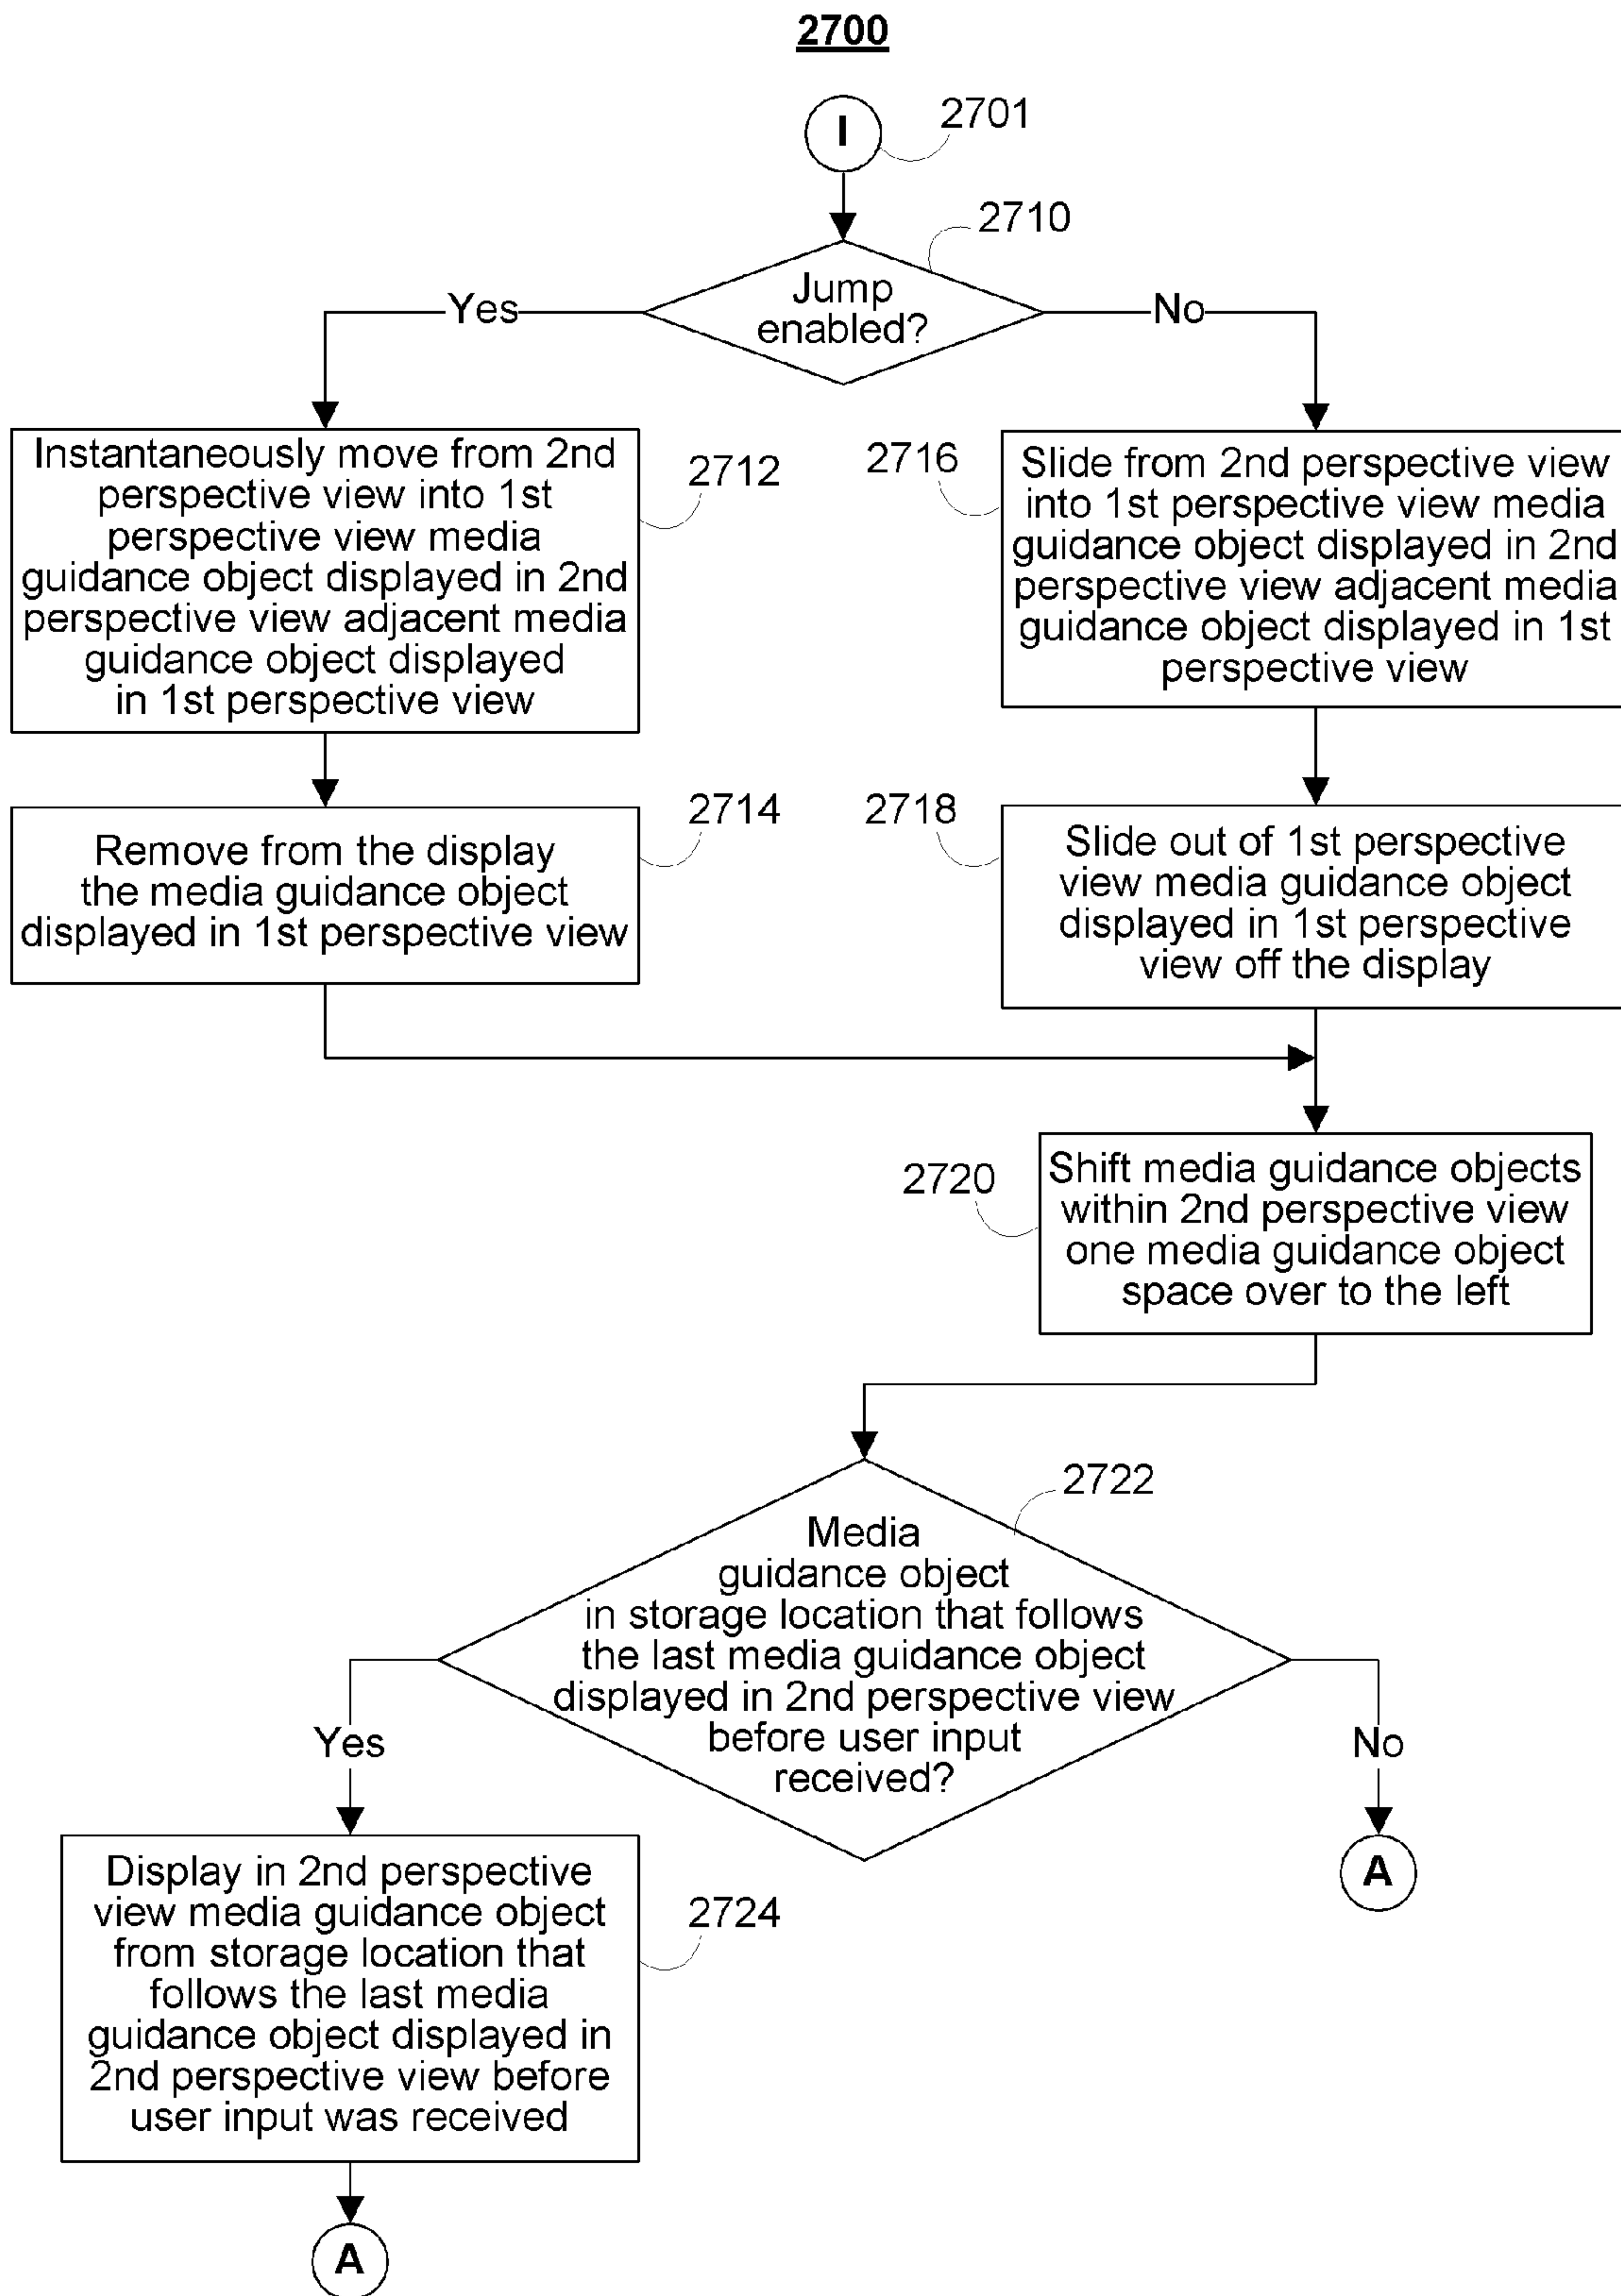 2700
I
2701
2710
Jump
enabled?
Yes
No
Instantaneously move from 2nd
perspective view into 1st
perspective view media
guidance object displayed in 2nd
perspective view adjacent media
guidance object displayed
in 1st perspective view
2712
2716
Slide from 2nd perspective view
into 1st perspective view media
guidance object displayed in 2nd
perspective view adjacent media
guidance object displayed in 1st
perspective view
Remove from the display
the media guidance object
displayed in 1st perspective view
2714
2718
Slide out of 1st perspective
view media guidance object
displayed in 1st perspective
view off the display
2720
Shift media guidance objects
within 2nd perspective view
one media guidance object
space over to the left
2722
Media
guidance object
in storage location that follows
the last media guidance object
displayed in 2nd perspective view
before user input
received?
Yes
No
A
Display in 2nd perspective
view media guidance object
from storage location that
follows the last media
guidance object displayed in
2nd perspective view before
user input was received
2724
A